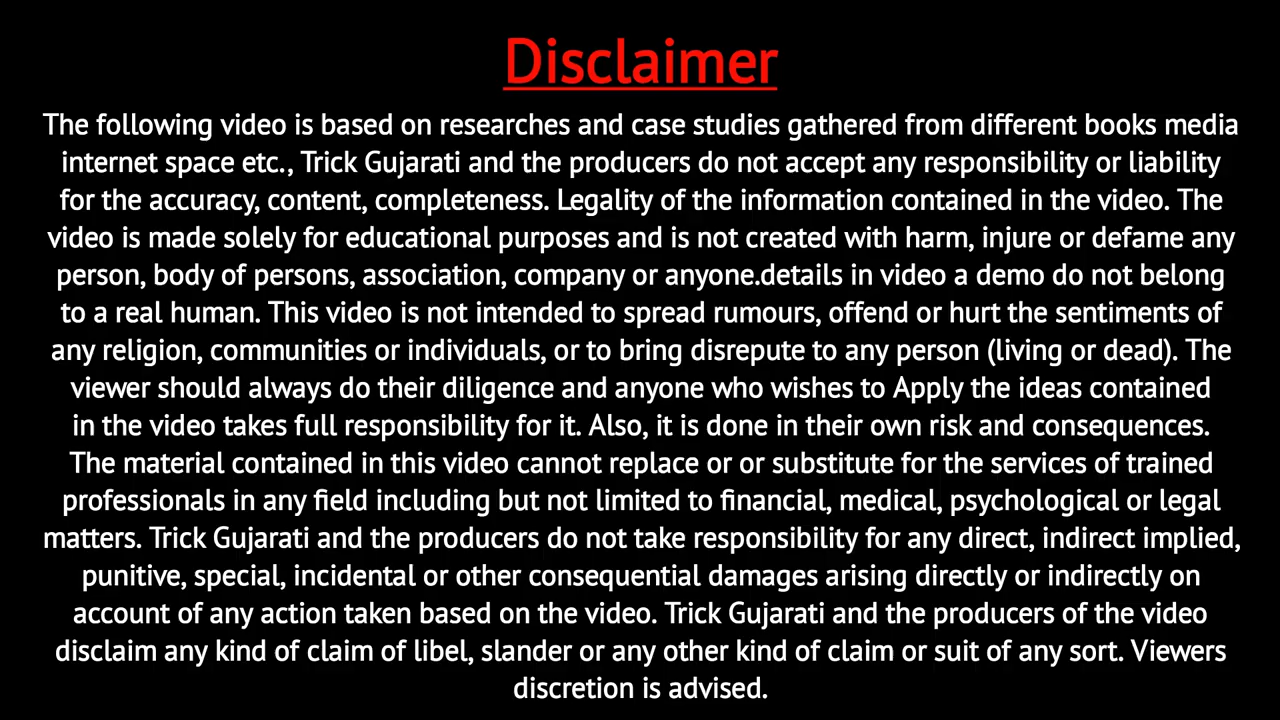 Disclaimer
The following video is based on researches and case studies gathered from different books media
internet space etc., Trick Gujarati and the producers do not accept any responsibility or liability
for the accuracy, content, completeness. Legality of the information contained in the video. The
video is made solely for educational purposes and is not created with harm, injure or defame any
person, body of persons, association, company or anyone.details in video a demo do not belong
to a real human. This video is not intended to spread rumours, offend or hurt the sentiments of
any religion, communities or individuals, or to bring disrepute to any person (living or dead). The
viewer should always do their diligence and anyone who wishes to Apply the ideas contained
in the video takes full responsibility for it. Also, it is done in their own risk and consequences.
The material contained in this video cannot replace or or substitute for the services of trained
professionals in any field including but not limited to financial, medical, psychological or legal
matters. Trick Gujarati and the producers do not take responsibility for any direct, indirect implied,
punitive, special, incidental or other consequential damages arising directly or indirectly on
account of any action taken based on the video. Trick Gujarati and the producers of the video
disclaim any kind of claim of libel, slander or any other kind of claim or suit of any sort. Viewers
discretion is advised.